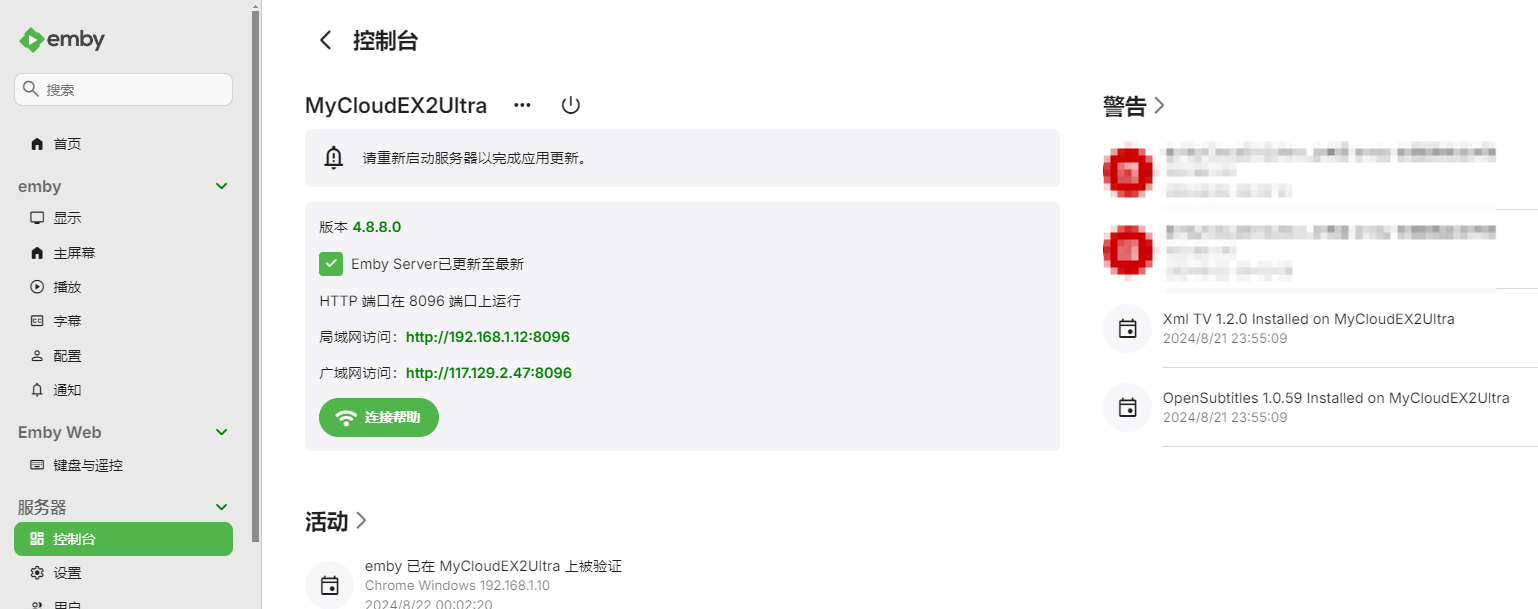 emby
搜索
首页
emby
显示
主屏幕
播放
字幕
配置
通知
Emby Web
键盘与遥控
服务器
控制台
设置
用户
控制台
MyCloudEX2Ultra
请重新启动服务器以完成应用更新。
版本 4.8.8.0
Emby Server已更新至最新
HTTP 端口在 8096 端口上运行
局域网访问: http://192.168.1.12:8096
广域网访问: http://117.129.2.47:8096
连接帮助
活动
emby 已在 MyCloudEX2Ultra 上被验证
Chrome Windows 192.168.1.10
2024/8/22 00:02:20
警告
Xml TV 1.2.0 Installed on MyCloudEX2Ultra
2024/8/21 23:55:09
OpenSubtitles 1.0.59 Installed on MyCloudEX2Ultra
2024/8/21 23:55:09